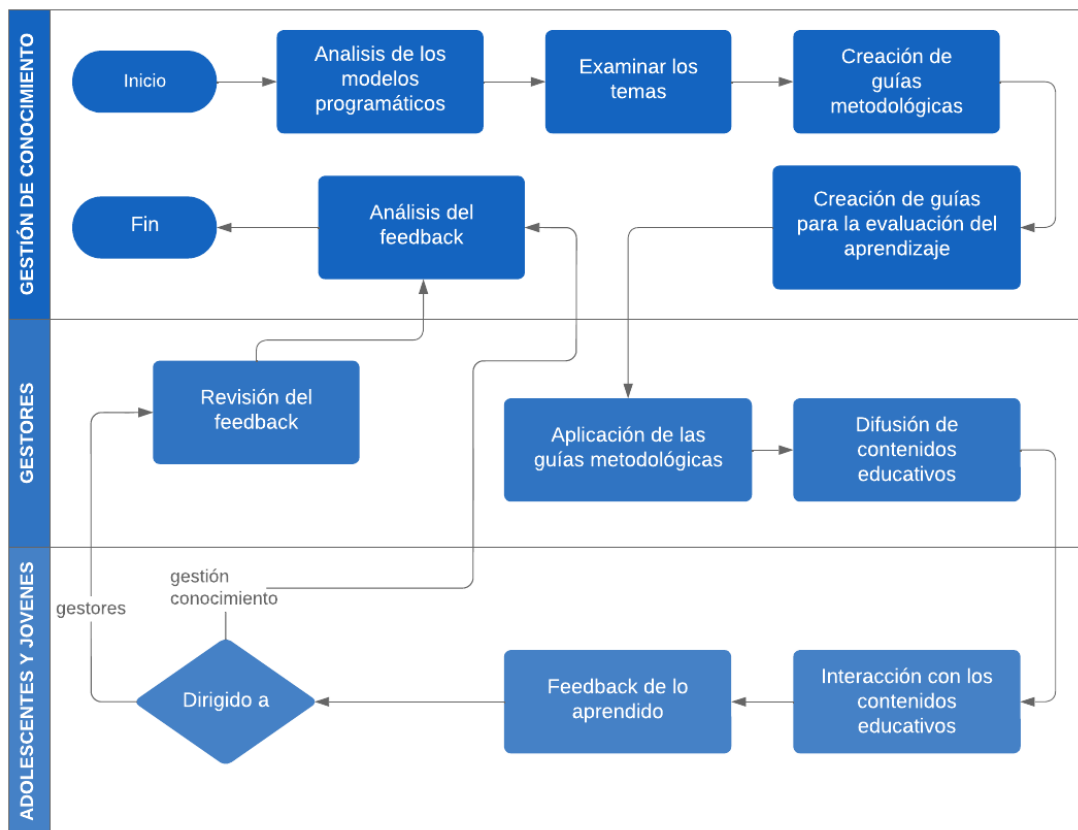 GESTIÓN DE CONOCIMIENTO
Inicio
Analisis de los
modelos
programáticos
Examinar los
temas
Creación de
guías
metodológicas
Fin
Análisis del
feedback
Creación de guías
para la evaluación del
aprendizaje
GESTORES
Revisión del
feedback
Aplicación de las
guías metodológicas
Difusión de
contenidos
educativos
ADOLESCENTES Y JOVENES
gestores
gestión
conocimiento
Dirigido a
Feedback de lo
aprendido
Interacción con los
contenidos
educativos